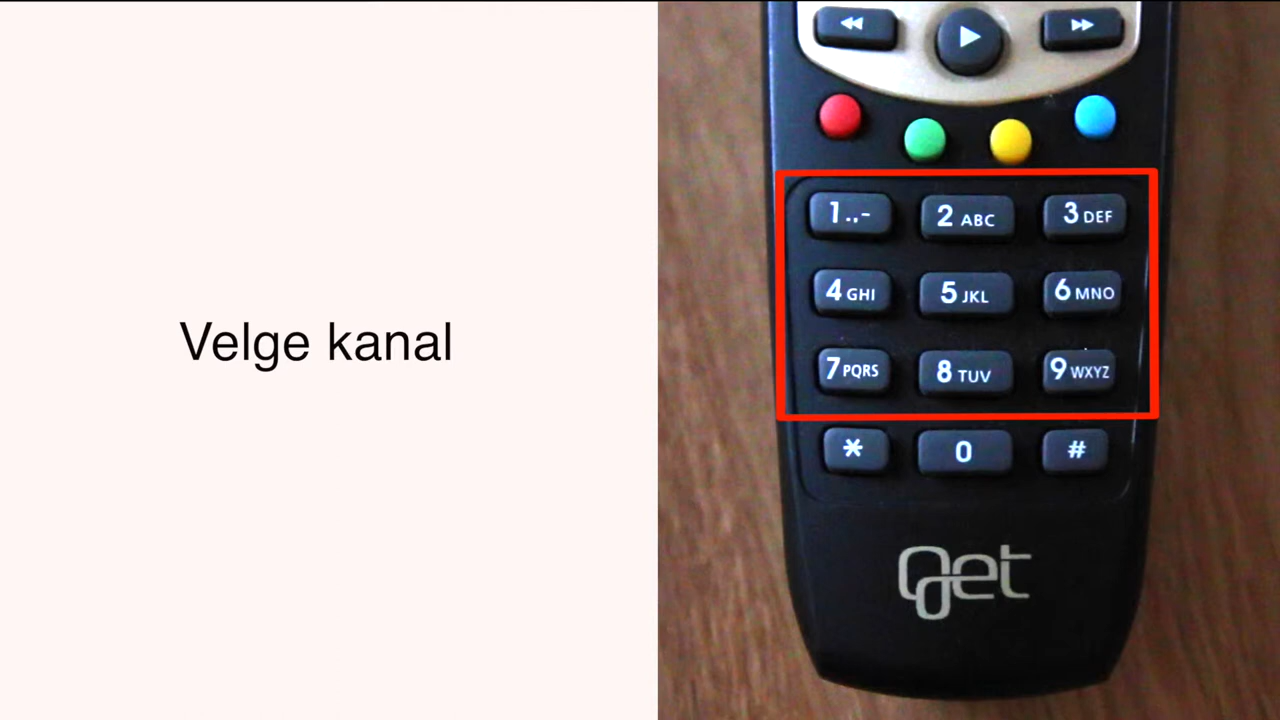 Velge kanal
1.,-
2 ABC
3 DEF
4 GHI
5 JKL
6 MNO
7 PQRS
8 TUV
9 WXYZ
*
0
#
get